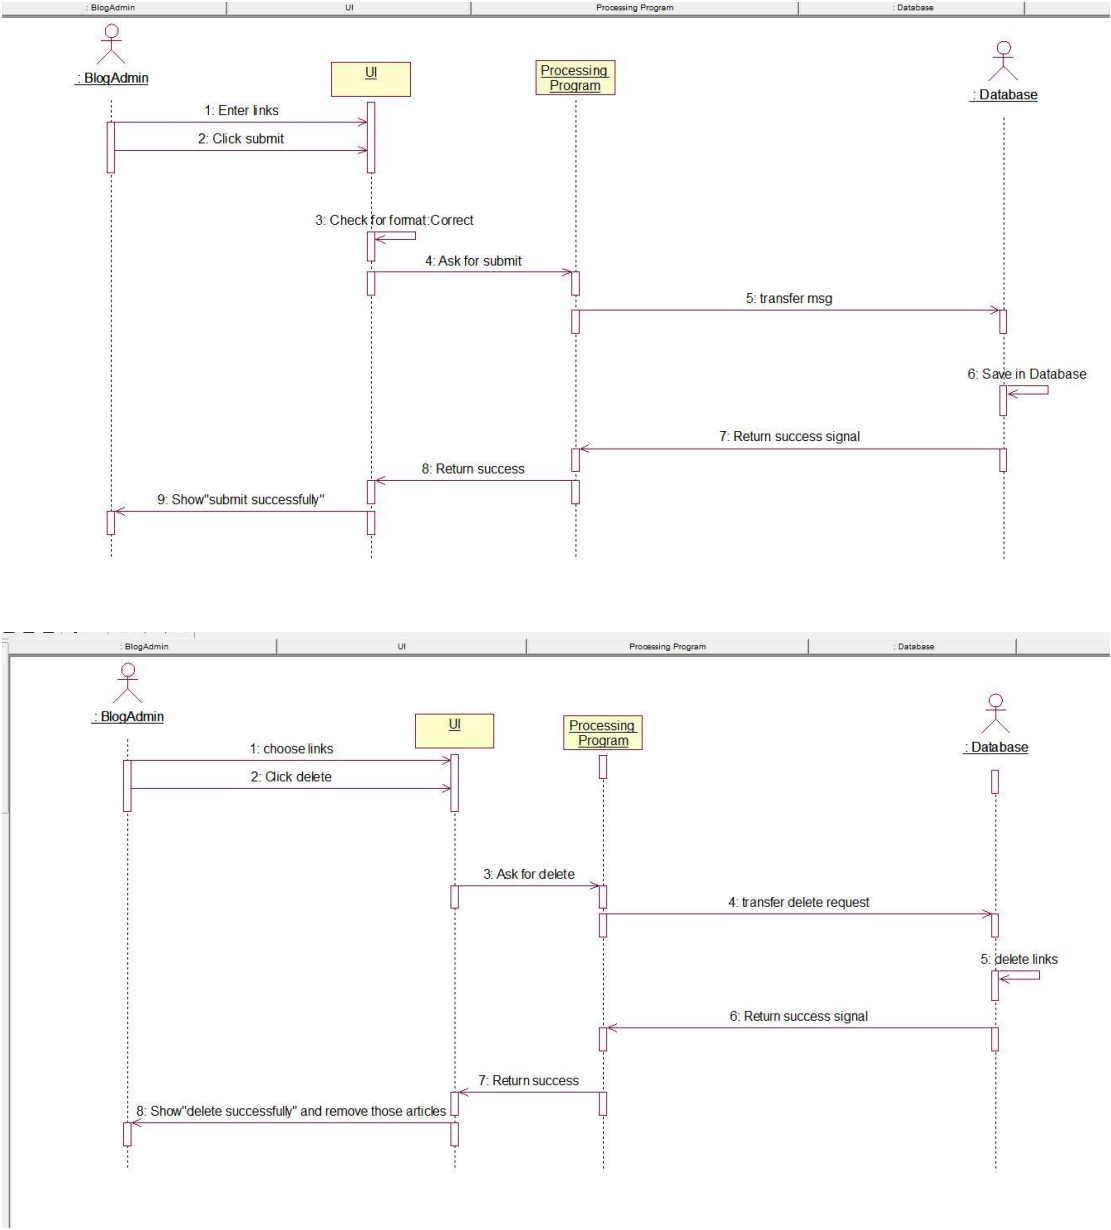 : BlogAdmin
UI
Processing Program
: Database
: BlogAdmin
UI
Processing
Program
: Database
1: Enter links
2: Click submit
3: Check for format:Correct
4: Ask for submit
5: transfer msg
6: Save in Database
7: Return success signal
8: Return success
9: Show"submit successfully"
: BlogAdmin
UI
Processing Program
: Database
: BlogAdmin
UI
Processing
Program
: Database
1: choose links
2: Click delete
3: Ask for delete
4: transfer delete request
5: delete links
6: Return success signal
7: Return success
8: Show"delete successfully" and remove those articles